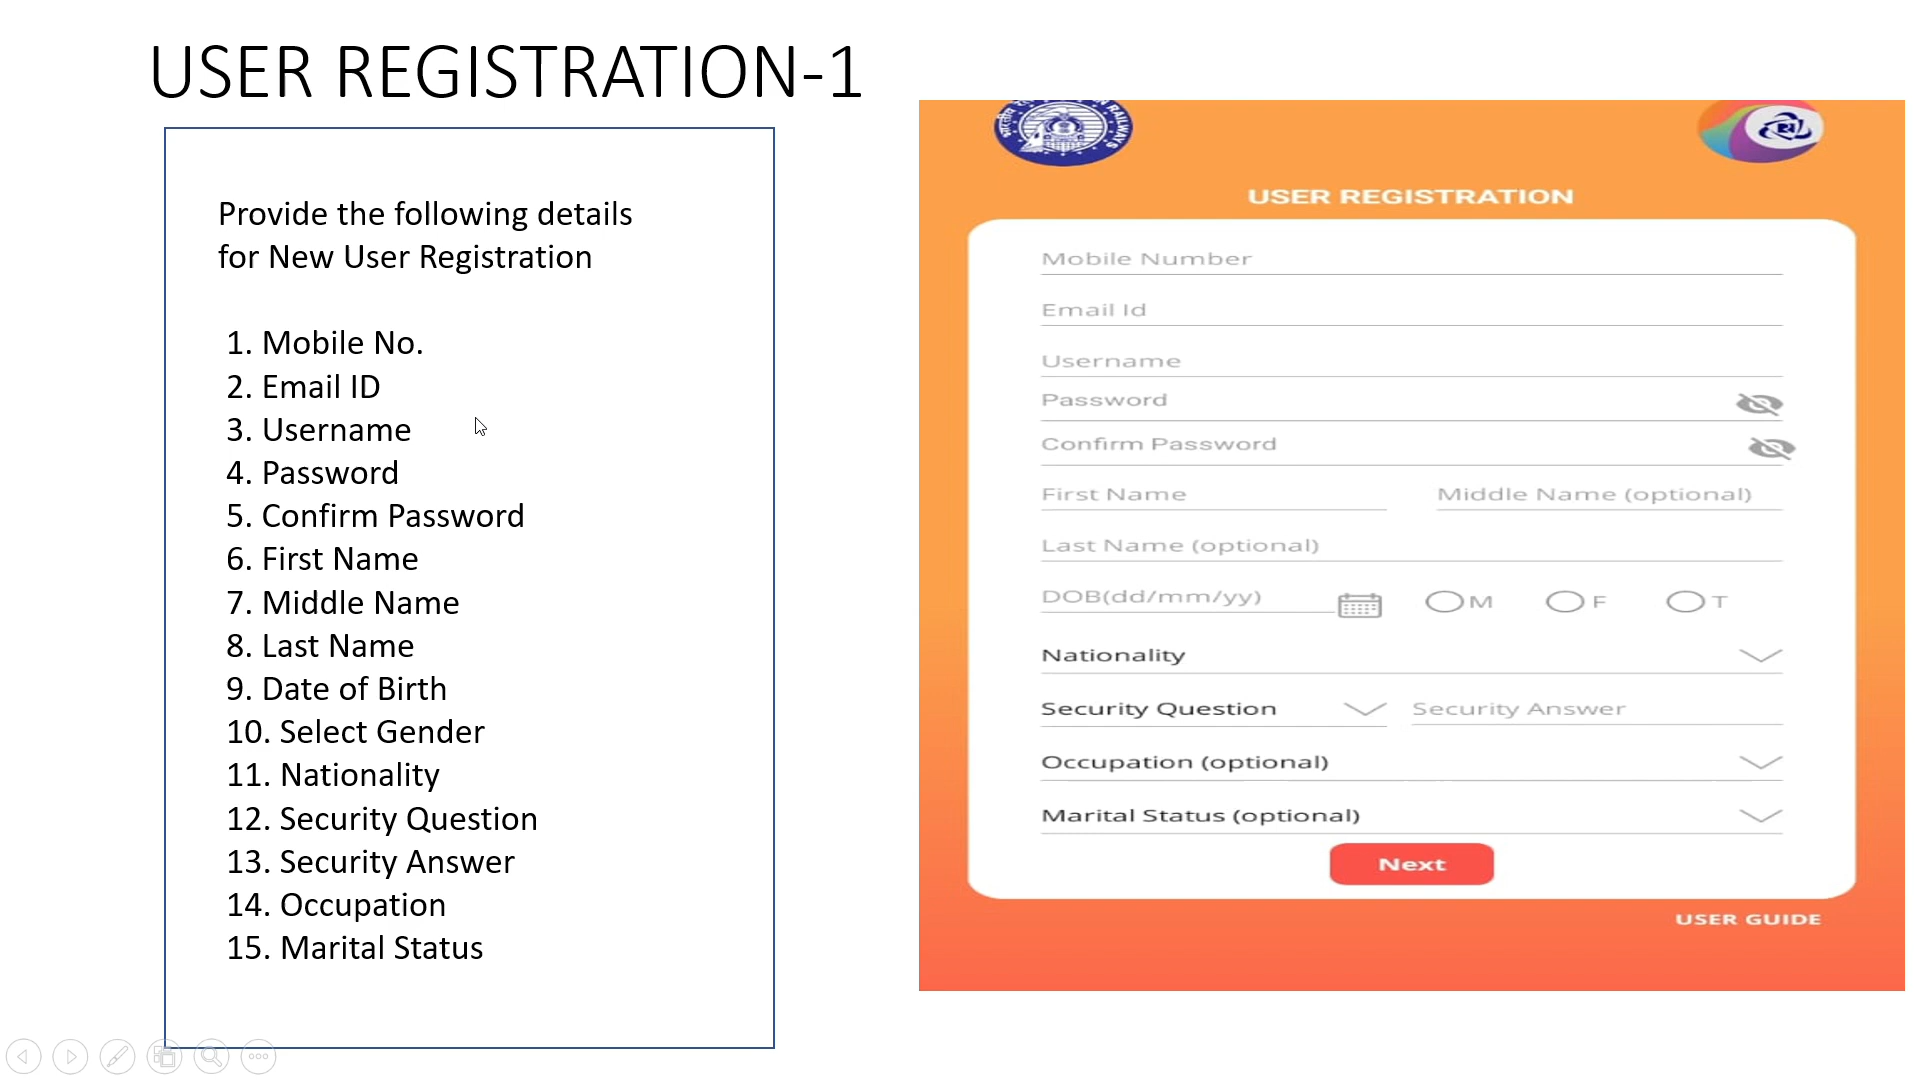 USER REGISTRATION-1
Provide the following details
for New User Registration
1. Mobile No.
2. Email ID
3. Username
4. Password
5. Confirm Password
6. First Name
7. Middle Name
8. Last Name
9. Date of Birth
10. Select Gender
11. Nationality
12. Security Question
13. Security Answer
14. Occupation
15. Marital Status
RAILWAYS
USER REGISTRATION
Mobile Number
Email Id
Username
Password
Confirm Password
First Name Middle Name (optional)
Last Name (optional)
DOB(dd/mm/yy) M F T
Nationality
Security Question Security Answer
Occupation (optional)
Marital Status (optional)
Next
USER GUIDE